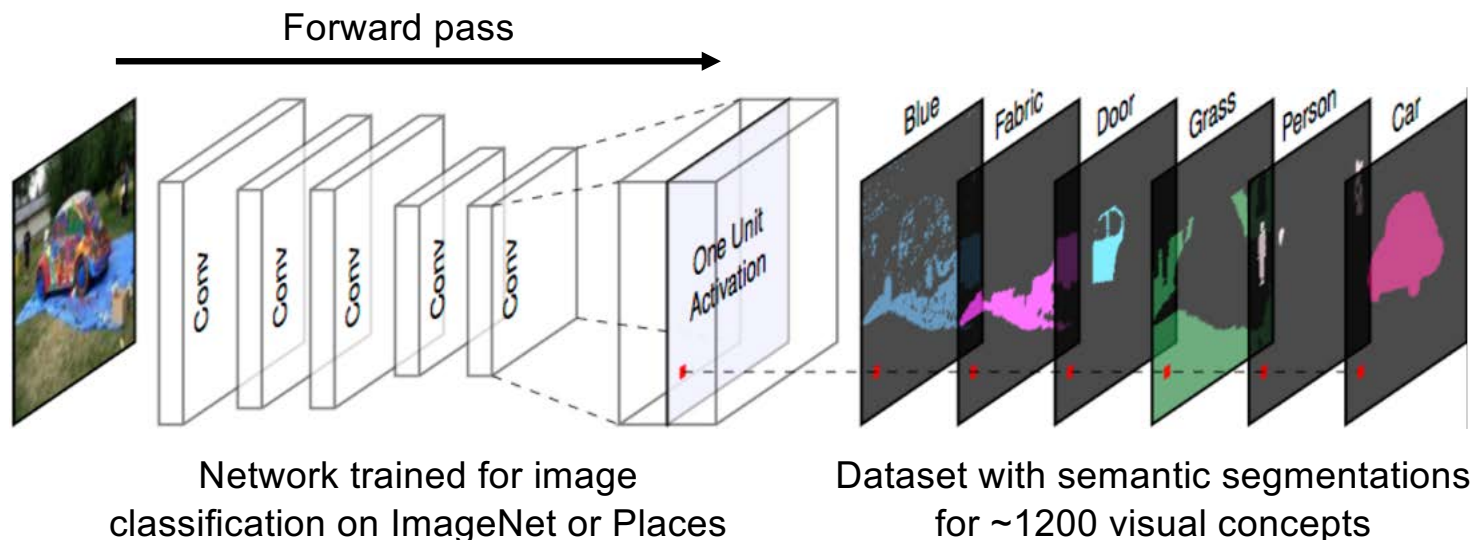 Forward pass
Conv
Conv
Conv
Conv
Conv
One Unit
Activation
Blue
Fabric
Door
Grass
Person
Car
Network trained for image
classification on ImageNet or Places
Dataset with semantic segmentations
for ~1200 visual concepts